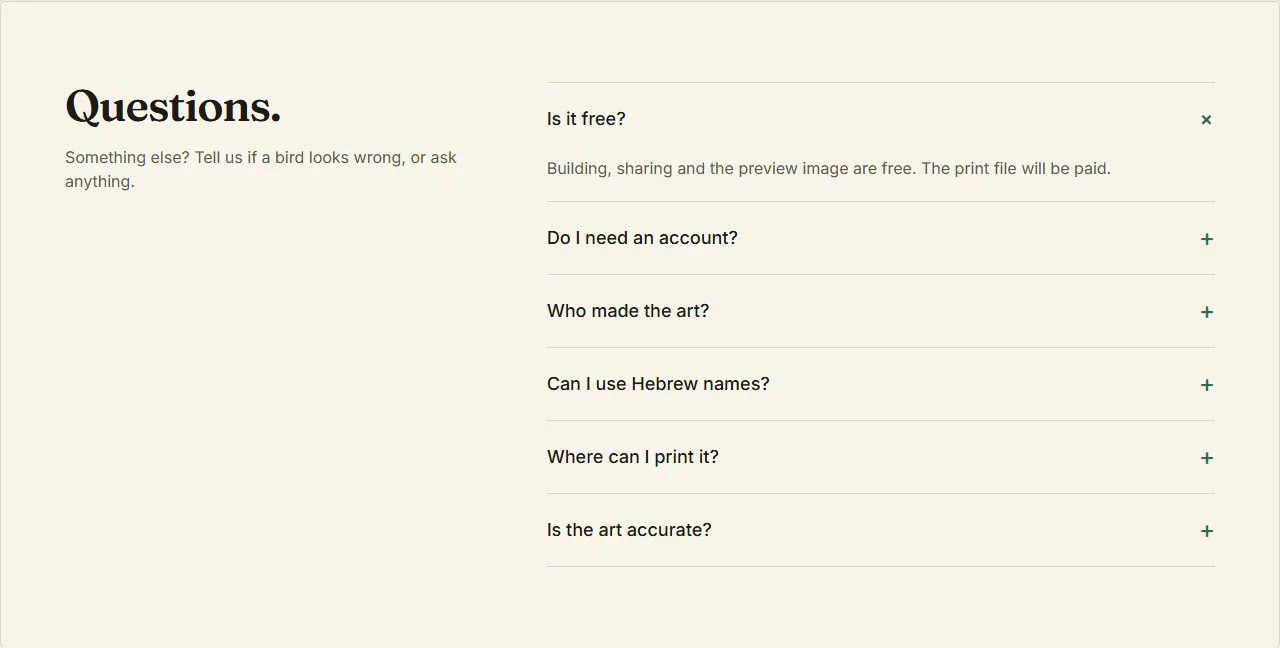 Questions.
Something else? Tell us if a bird looks wrong, or ask
anything.
Is it free?
Building, sharing and the preview image are free. The print file will be paid.
Do I need an account?
Who made the art?
Can I use Hebrew names?
Where can I print it?
Is the art accurate?